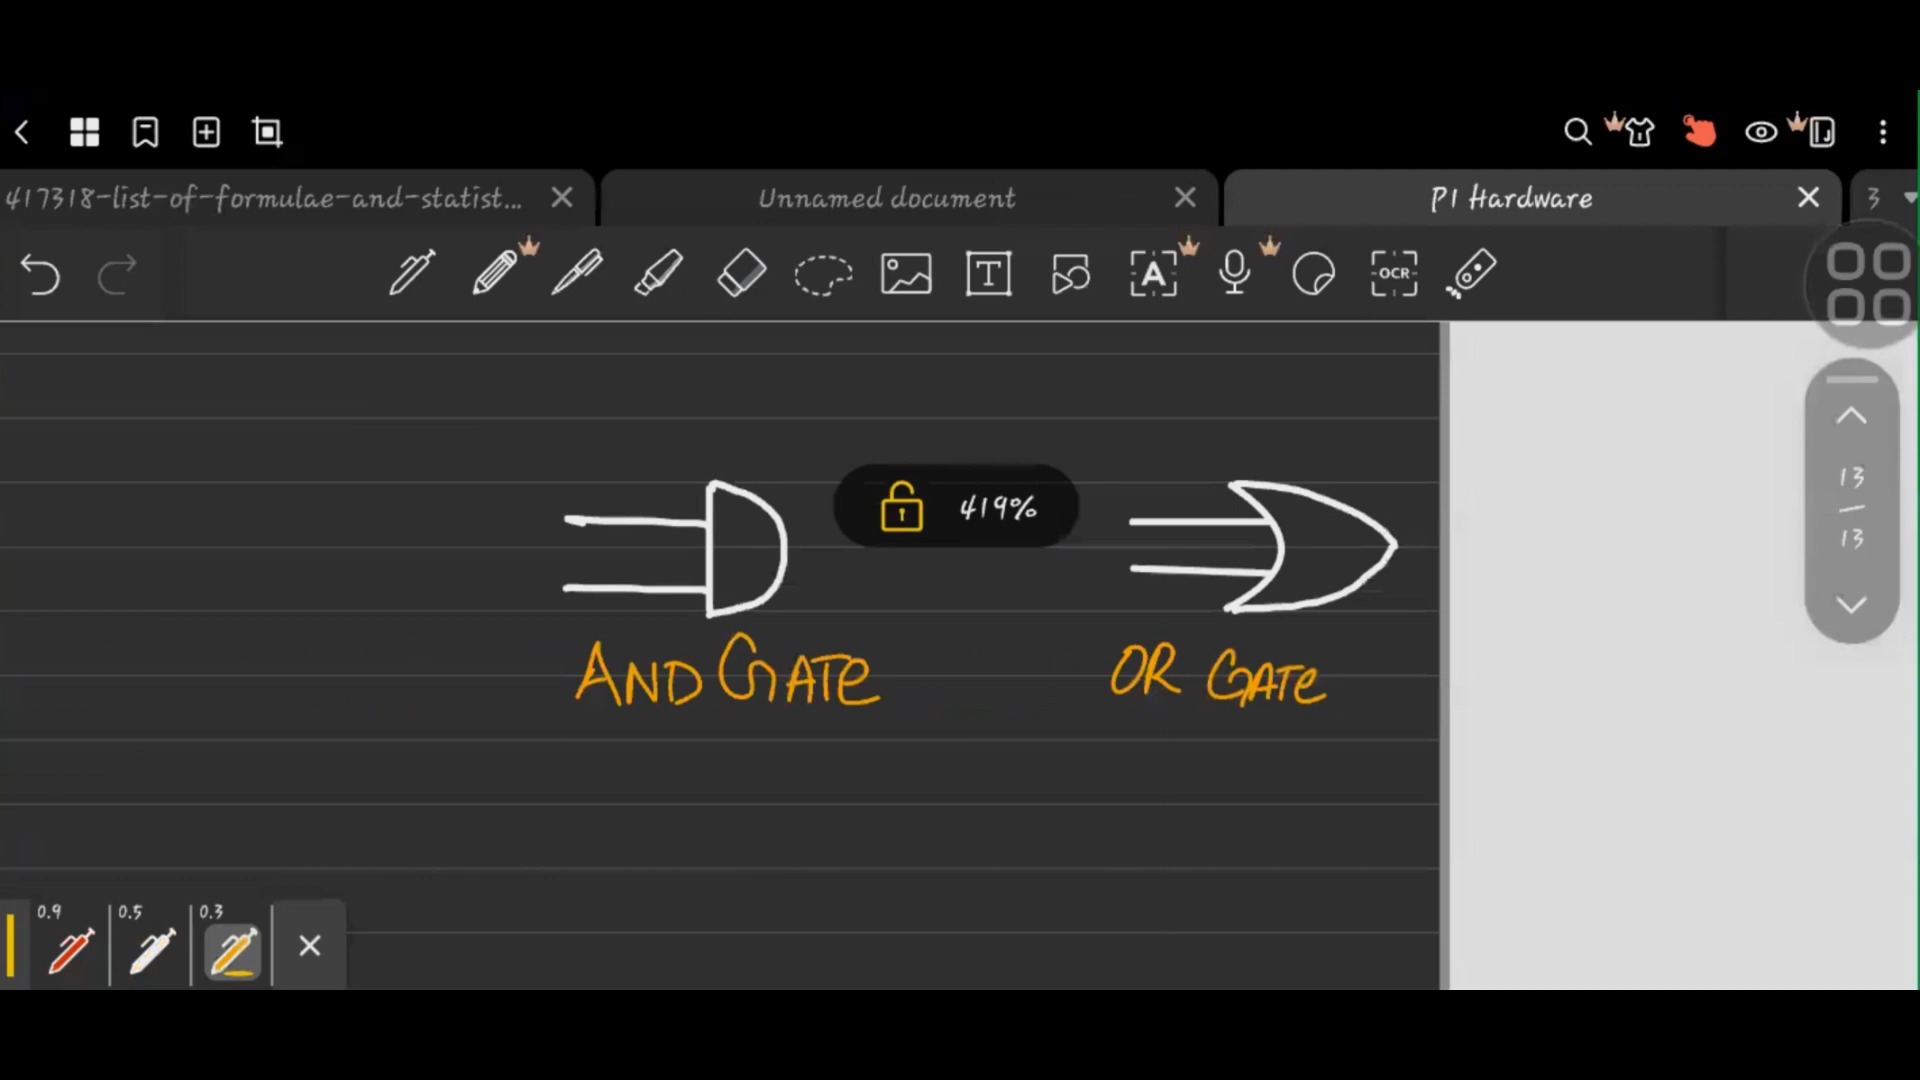 417318-list-of-formulae-and-statist...
Unnamed document
P1 Hardware
3
T
A
OCR
419%
13
13
AND GATE
OR GATE
0.9
0.5
0.3